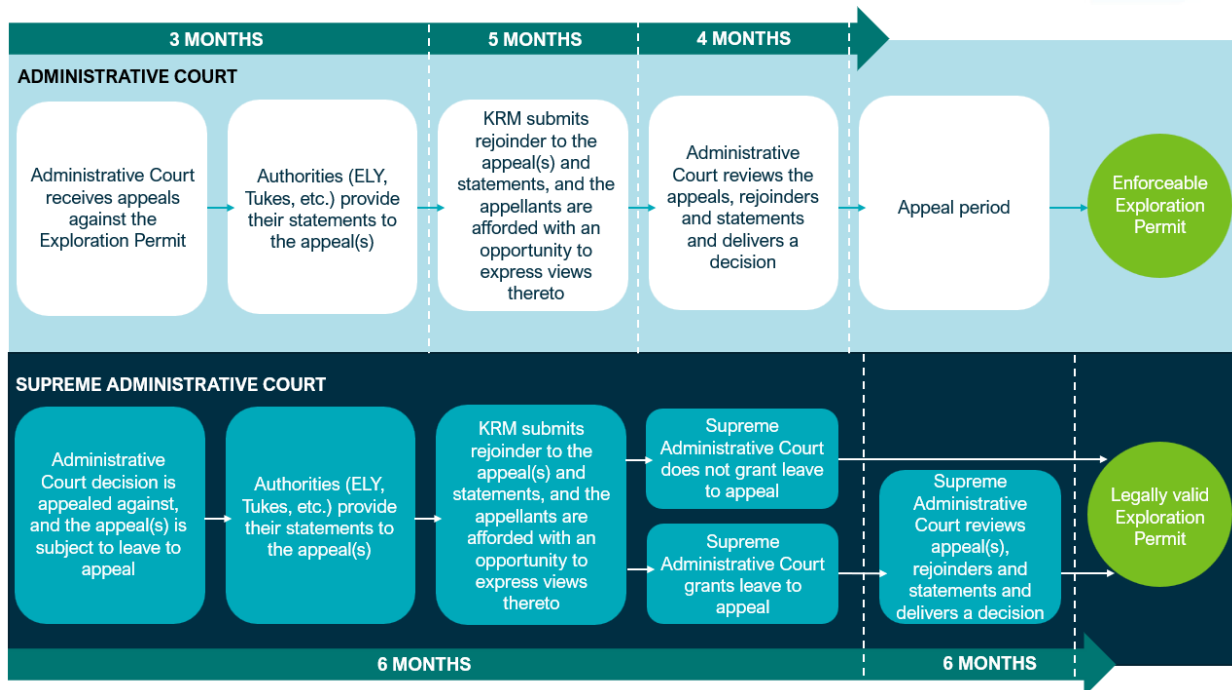 3 MONTHS
5 MONTHS
4 MONTHS
ADMINISTRATIVE COURT
Administrative Court
receives appeals
against the
Exploration Permit
Authorities (ELY,
Tukes, etc.) provide
their statements to
the appeal(s)
KRM submits
rejoinder to the
appeal(s) and
statements, and the
appellants are
afforded with an
opportunity to
express views
thereto
Administrative
Court reviews the
appeals, rejoinders
and statements
and delivers a
decision
Appeal period
Enforceable
Exploration
Permit
SUPREME ADMINISTRATIVE COURT
Administrative
Court decision is
appealed against,
and the appeal(s) is
subject to leave to
appeal
Authorities (ELY,
Tukes, etc.) provide
their statements to
the appeal(s)
KRM submits
rejoinder to the
appeal(s) and
statements, and the
appellants are
afforded with an
opportunity to
express views
thereto
Supreme
Administrative Court
does not grant leave
to appeal
Supreme
Administrative Court
grants leave to
appeal
Supreme
Administrative
Court reviews
appeal(s),
rejoinders and
statements and
delivers a decision
Legally valid
Exploration
Permit
6 MONTHS
6 MONTHS